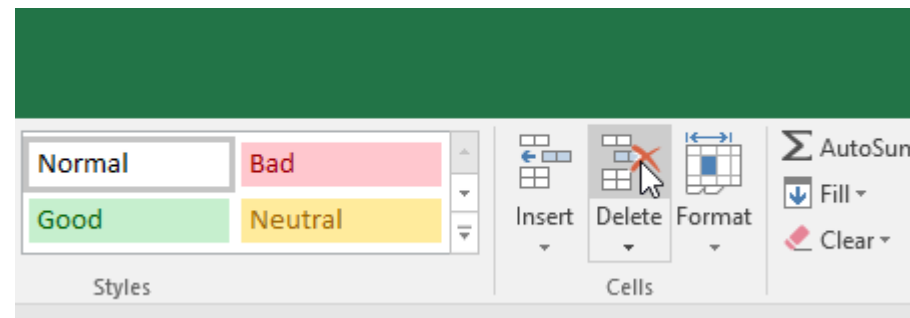 Normal Bad
Good Neutral
Styles
Insert Delete Format
Cells
AutoSum
Fill
Clear